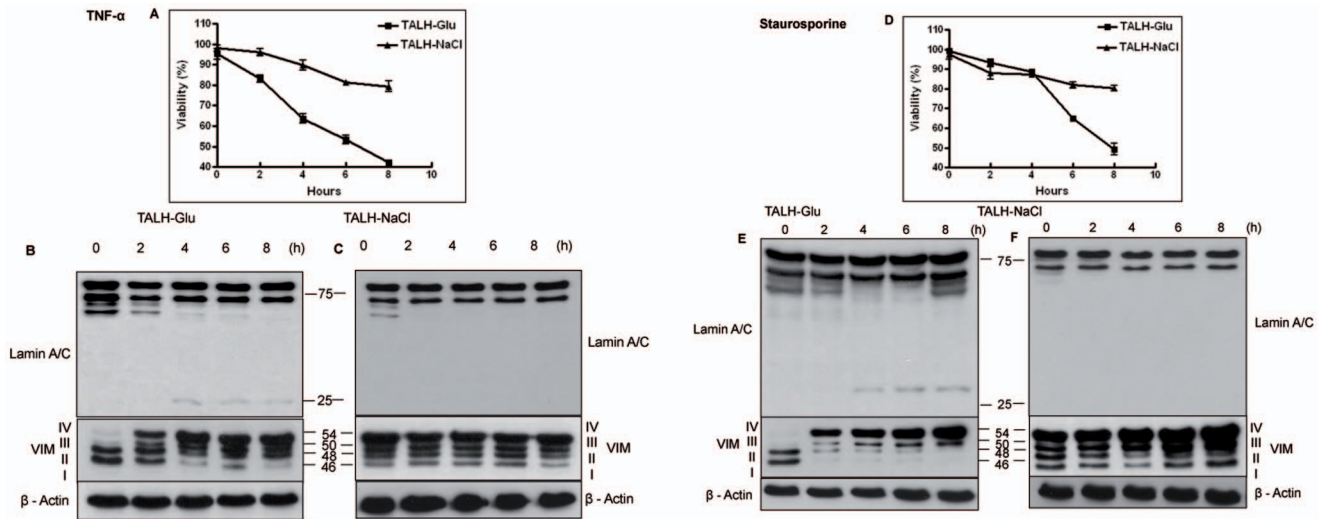 TNF-α A
TALH-Glu
TALH-NaCl
110
100
90
80
70
60
50
40
Viability (%)
0 2 4 6 8 10
Hours
TALH-Glu TALH-NaCl
B 0 2 4 6 8 (h) C 0 2 4 6 8 (h)
75
Lamin A/C Lamin A/C
25
VIM IV III II I 54 50 48 46 IV III II I VIM
β - Actin β - Actin
Staurosporine D
TALH-Glu
TALH-NaCl
110
100
90
80
70
60
50
40
Viability (%)
0 2 4 6 8 10
Hours
TALH-Glu TALH-NaCl
E 0 2 4 6 8 (h) F 0 2 4 6 8 (h)
75
Lamin A/C Lamin A/C
25
VIM IV III II I 54 50 48 46 IV III II I VIM
β - Actin β - Actin